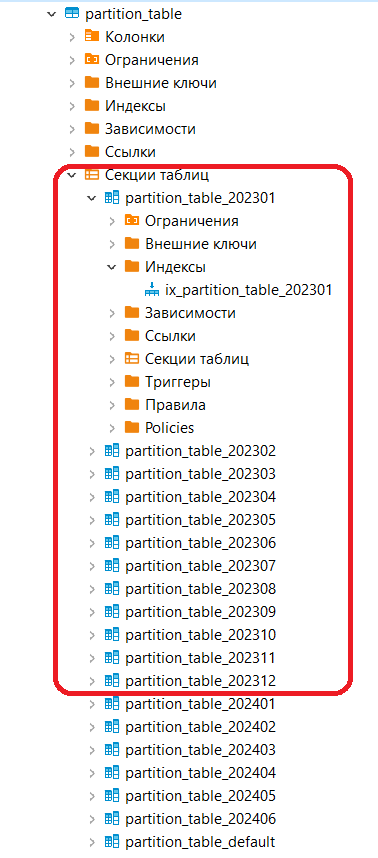 partition_table
Колонки
Ограничения
Внешние ключи
Индексы
Зависимости
Ссылки
Секции таблиц
partition_table_202301
Ограничения
Внешние ключи
Индексы
ix_partition_table_202301
Зависимости
Ссылки
Секции таблиц
Триггеры
Правила
Policies
partition_table_202302
partition_table_202303
partition_table_202304
partition_table_202305
partition_table_202306
partition_table_202307
partition_table_202308
partition_table_202309
partition_table_202310
partition_table_202311
partition_table_202312
partition_table_202401
partition_table_202402
partition_table_202403
partition_table_202404
partition_table_202405
partition_table_202406
partition_table_default